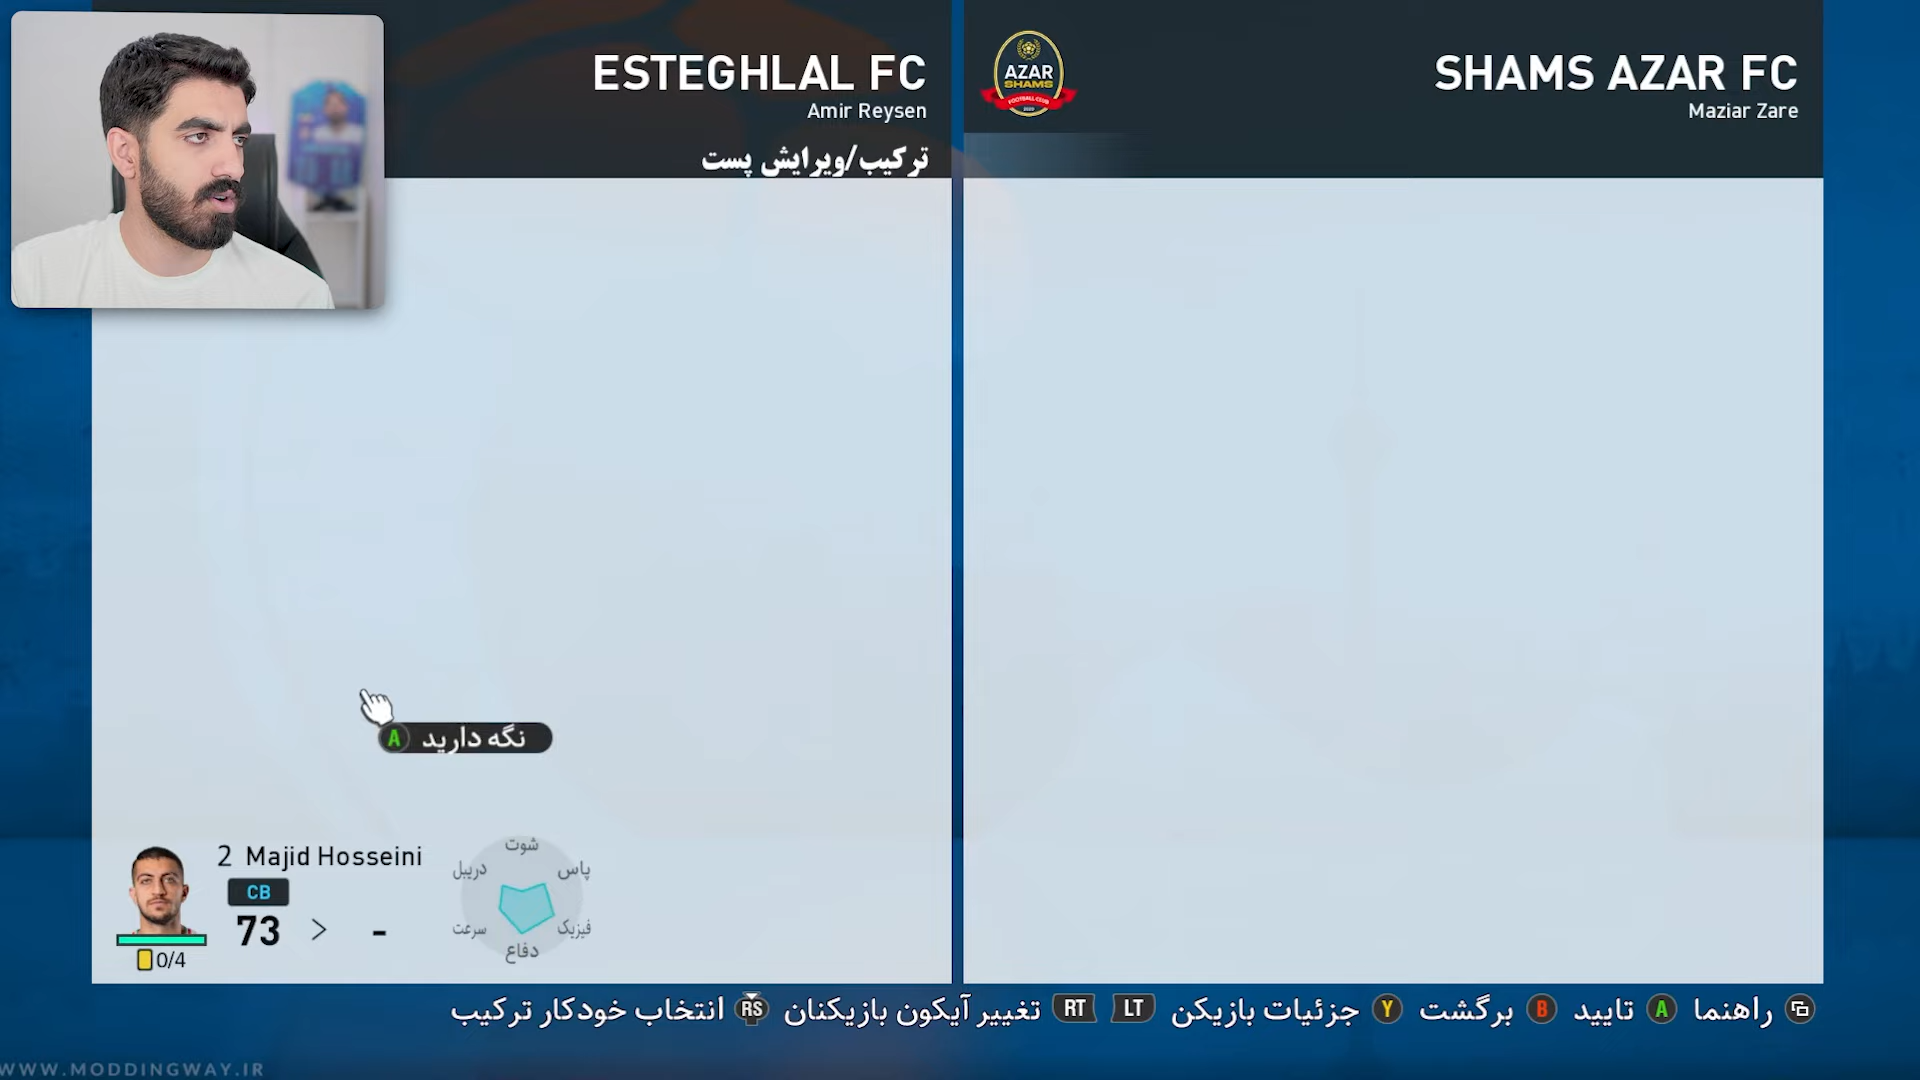 ESTEGHLAL FC
Amir Reysen
ترکیب/ویرایش پست
AZAR
SHAMS
FOOTBALL CLUB
SHAMS AZAR FC
Maziar Zare
A نگه دارید
2 Majid Hosseini
CB
73 > -
0/4
شوت
دریبل
پاس
سرعت
فیزیک
دفاع
راهنما
A تایید
B برگشت
Y جزئیات بازیکن
LT RT تغییر آیکون بازیکنان
RS انتخاب خودکار ترکیب
WWW.MODDINGWAY.IR